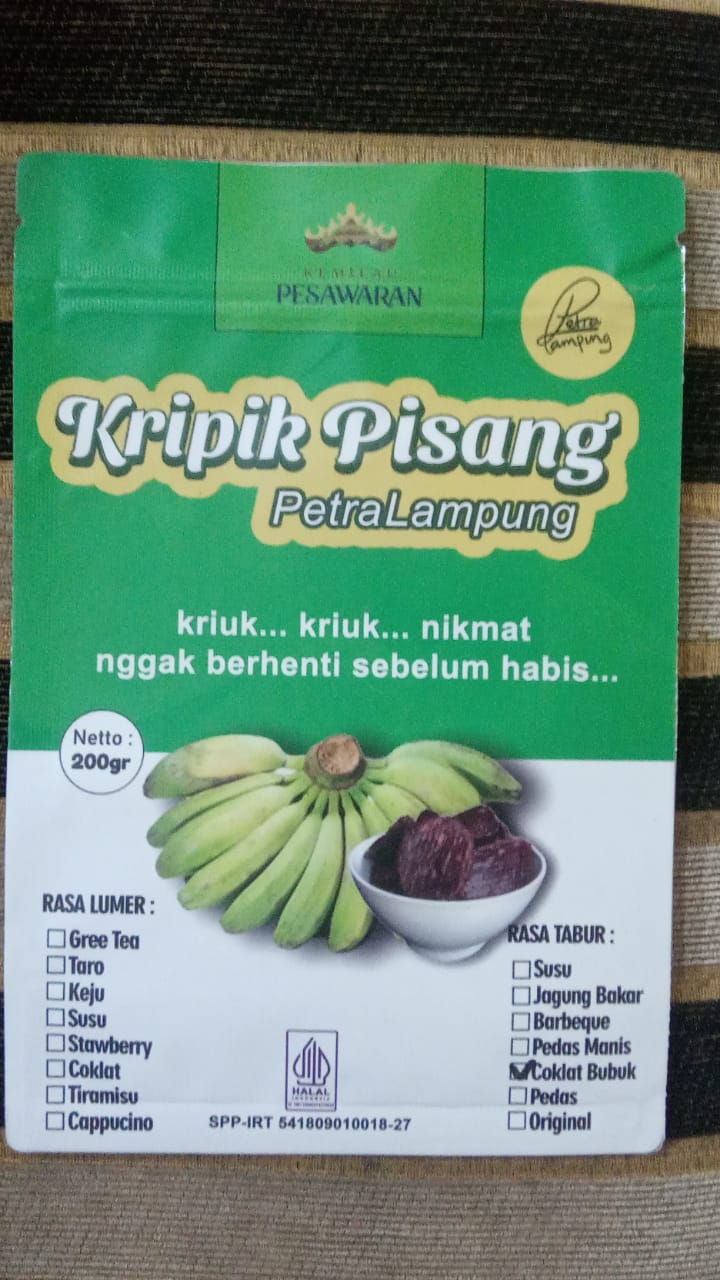 KEMILAU
PESAWARAN
Petra
Lampung
Kripik Pisang
PetraLampung
kriuk... kriuk... nikmat
nggak berhenti sebelum habis...
Netto :
200gr
RASA LUMER :
Gree Tea
Taro
Keju
Susu
Stawberry
Coklat
Tiramisu
Cappucino
RASA TABUR :
Susu
Jagung Bakar
Barbeque
Pedas Manis
Coklat Bubuk
Pedas
Original
HALAL
INDONESIA
SPP-IRT 541809010018-27